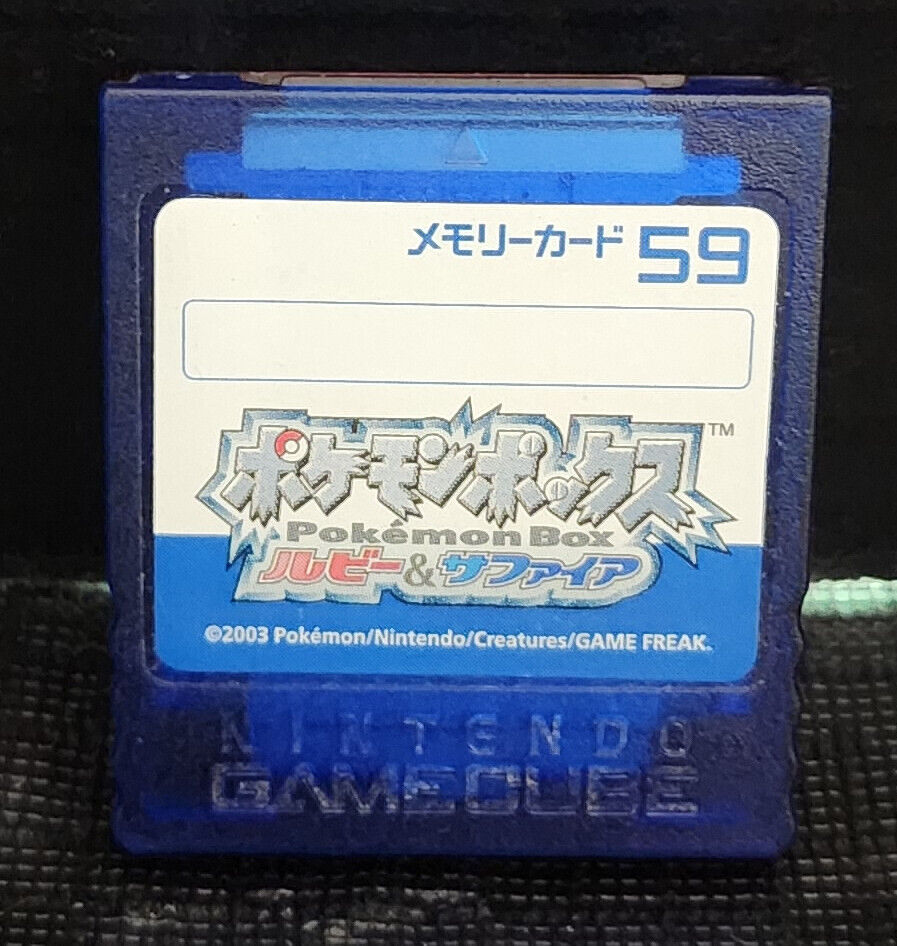 メモリーカード 59
ポケモンボックス™
Pokémon Box
ルビー&サファイア
©2003 Pokémon/Nintendo/Creatures/GAME FREAK.
NINTENDO
GAMECUBE